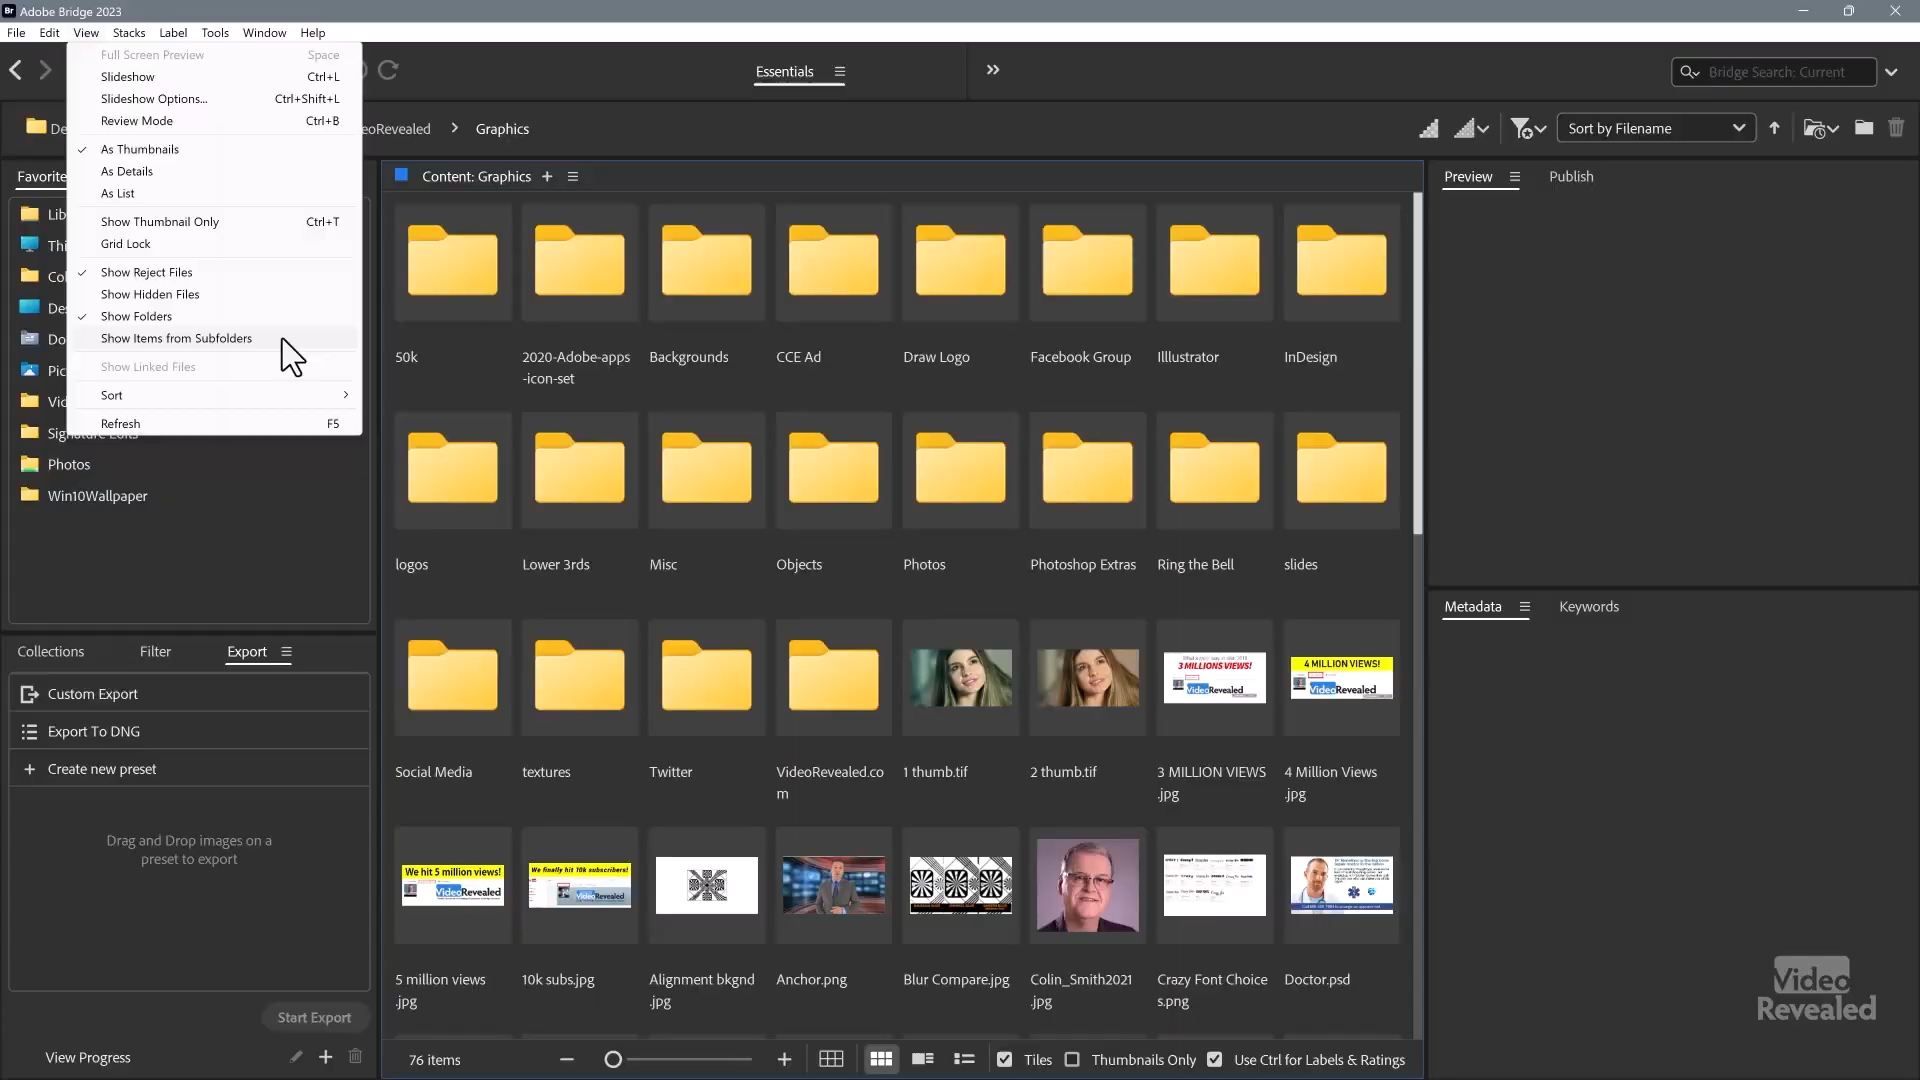 Br Adobe Bridge 2023
File Edit View Stacks Label Tools Window Help
Full Screen Preview Space
Slideshow Ctrl+L
Slideshow Options... Ctrl+Shift+L
Review Mode Ctrl+B
As Thumbnails
As Details
As List
Show Thumbnail Only Ctrl+T
Grid Lock
Show Reject Files
Show Hidden Files
Show Folders
Show Items from Subfolders
Show Linked Files
Sort
Refresh F5
Essentials
Bridge Search: Current
De
eoRevealed > Graphics
Sort by Filename
Favorite
Lib
Thi
Col
Des
Do
Pic
Vid
Signature Edits
Photos
Win10Wallpaper
Collections Filter Export
Custom Export
Export To DNG
+ Create new preset
Drag and Drop images on a
preset to export
Start Export
View Progress
Content: Graphics +
50k
2020-Adobe-apps
-icon-set
Backgrounds
CCE Ad
Draw Logo
Facebook Group
Illlustrator
InDesign
logos
Lower 3rds
Misc
Objects
Photos
Photoshop Extras
Ring the Bell
slides
3 MILLIONS VIEWS!
VideoRevealed
4 MILLION VIEWS!
VideoRevealed
Social Media
textures
Twitter
VideoRevealed.co
m
1 thumb.tif
2 thumb.tif
3 MILLION VIEWS
.jpg
4 Million Views
.jpg
We hit 5 million views!
VideoRevealed
We finally hit 10k subscribers!
VideoRevealed
5 million views
.jpg
10k subs.jpg
Alignment bkgnd
.jpg
Anchor.png
Blur Compare.jpg
Colin_Smith2021
.jpg
Crazy Font Choice
s.png
Doctor.psd
76 items
Tiles Thumbnails Only Use Ctrl for Labels & Ratings
Preview Publish
Metadata Keywords
Video
Revealed